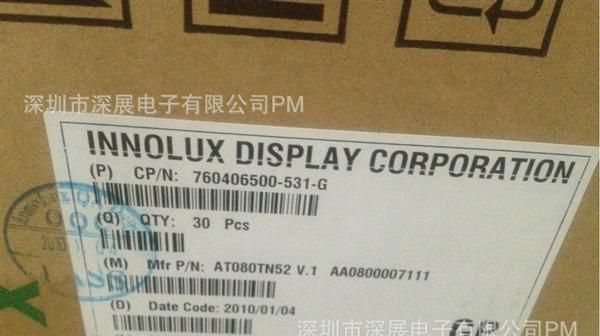 深圳市深展电子有限公司PM
INNOLUX DISPLAY CORPORATION
(P) CP/N: 760406500-531-G
(Q) QTY: 30 Pcs
(M) Mfr P/N: AT080TN52 V.1 AA0800007111
(D) Date Code: 2010/01/04
深圳市深展电子有限公司PM